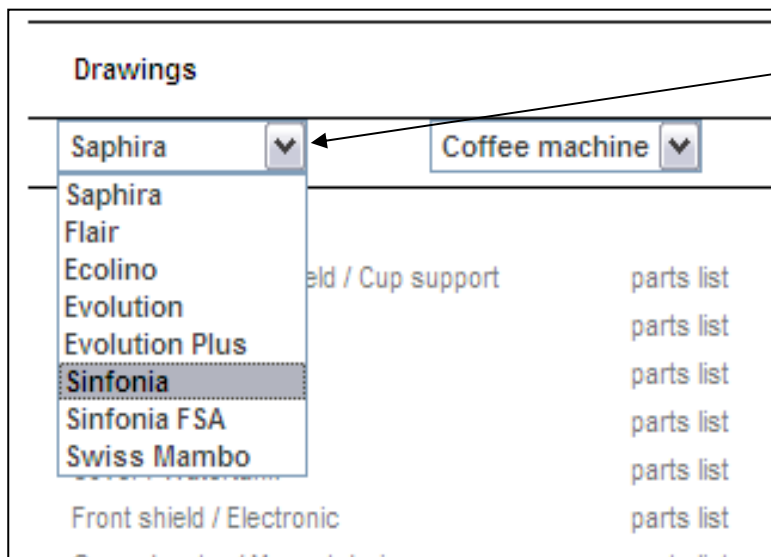 Drawings
Saphira Coffee machine
Saphira
Flair
Ecolino / Cup support parts list
Evolution parts list
Evolution Plus
Sinfonia parts list
Sinfonia FSA parts list
Swiss Mambo parts list
Front shield / Electronic parts list